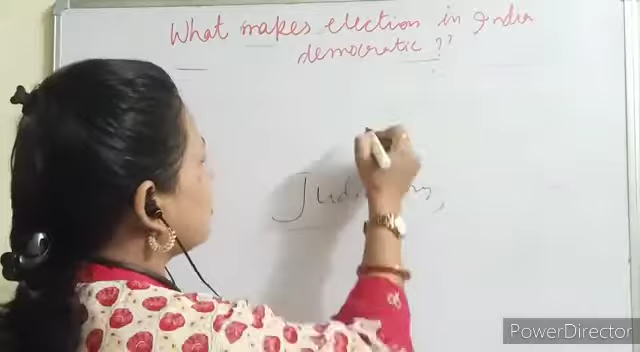 What makes election in India
democratic ??
PowerDirector